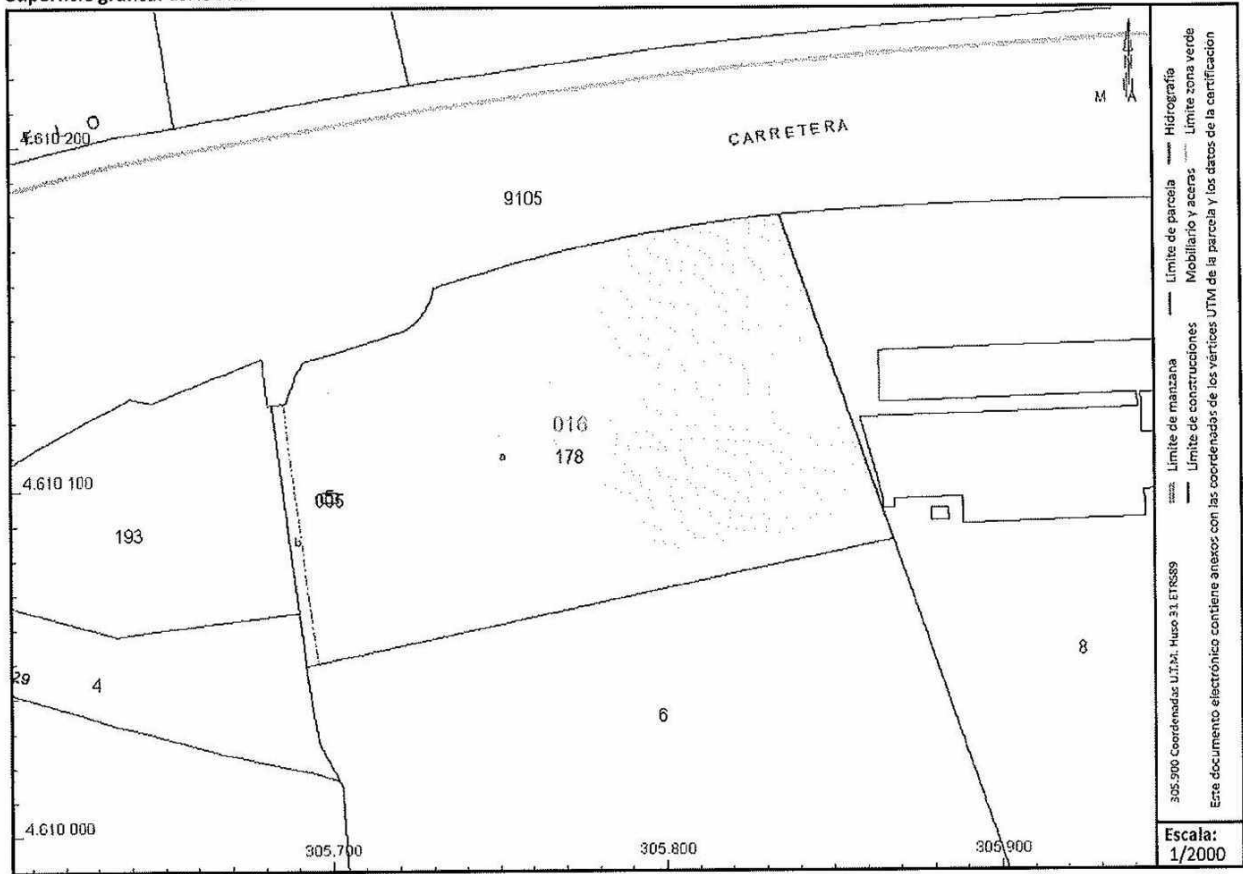 M A
4.610 200
CARRETERA
9105
016
a
178
4.610 100
005
193
b
8
29
4
6
4.610 000
305.700
305.800
305.900
Límite de manzana
Límite de parcela
Hidrografía
Límite de construcciones
Mobiliario y aceras
Límite zona verde
305.900 Coordenadas U.T.M. Huso 31 ETRS89
Este documento electrónico contiene anexos con las coordenadas de los vértices UTM de la parcela y los datos de la certificacion
Escala:
1/2000